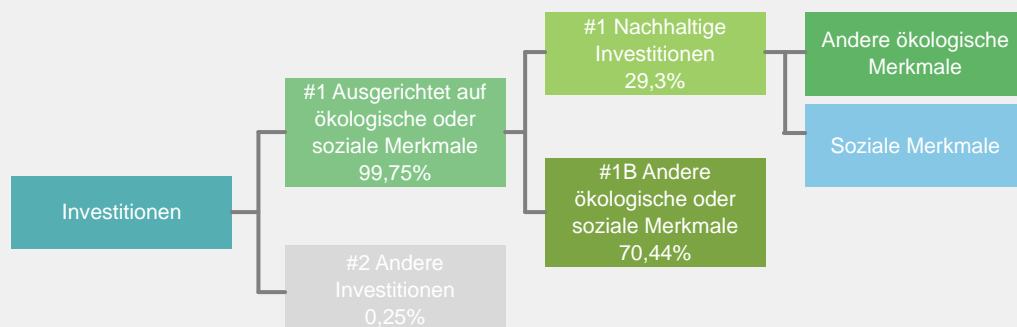 Investitionen
#1 Ausgerichtet auf
ökologische oder
soziale Merkmale
99,75%
#2 Andere
Investitionen
0,25%
#1 Nachhaltige
Investitionen
29,3%
#1B Andere
ökologische oder
soziale Merkmale
70,44%
Andere ökologische
Merkmale
Soziale Merkmale